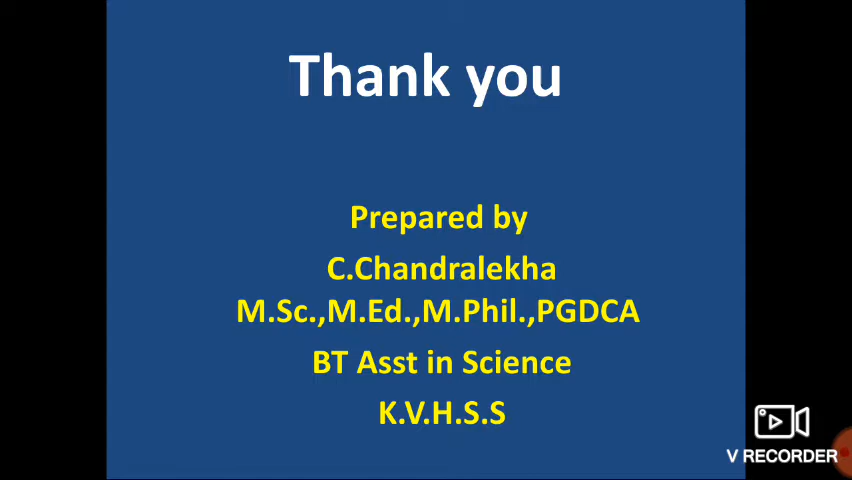 Thank you
Prepared by
C.Chandralekha
M.Sc.,M.Ed.,M.Phil.,PGDCA
BT Asst in Science
K.V.H.S.S
V RECORDER